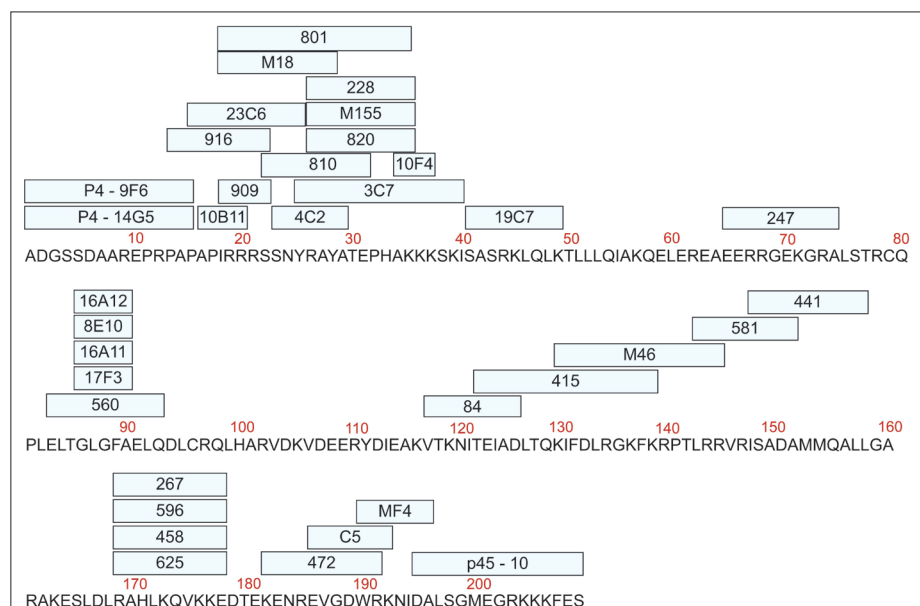 801
M18
228
23C6 M155
916 820
810 10F4
P4 - 9F6 909 3C7
P4 - 14G5 10B11 4C2 19C7 247
10 20 30 40 50 60 70 80
ADGSSDAAREPRPAPAPIRRRSSNYRAYATEPHAKKKSKISASRKLQLKTLLLQIAKQELEREAEERRGEKGRALSTRCQ
16A12 441
8E10 581
16A11 M46
17F3 415
560 84
90 100 110 120 130 140 150 160
PLELTGLGFAELQDLCRQLHARVDKVDEERYDIEAKVTKNITEIADLTQKIFDLRGKFKRPTLRRVRISADAMMQALLGA
267
596 MF4
458 C5
625 472 p45 - 10
170 180 190 200
RAKESLDLRAHLKQVKKEDTEKENREVGDWRKNIDALSGMEGRKKKFES